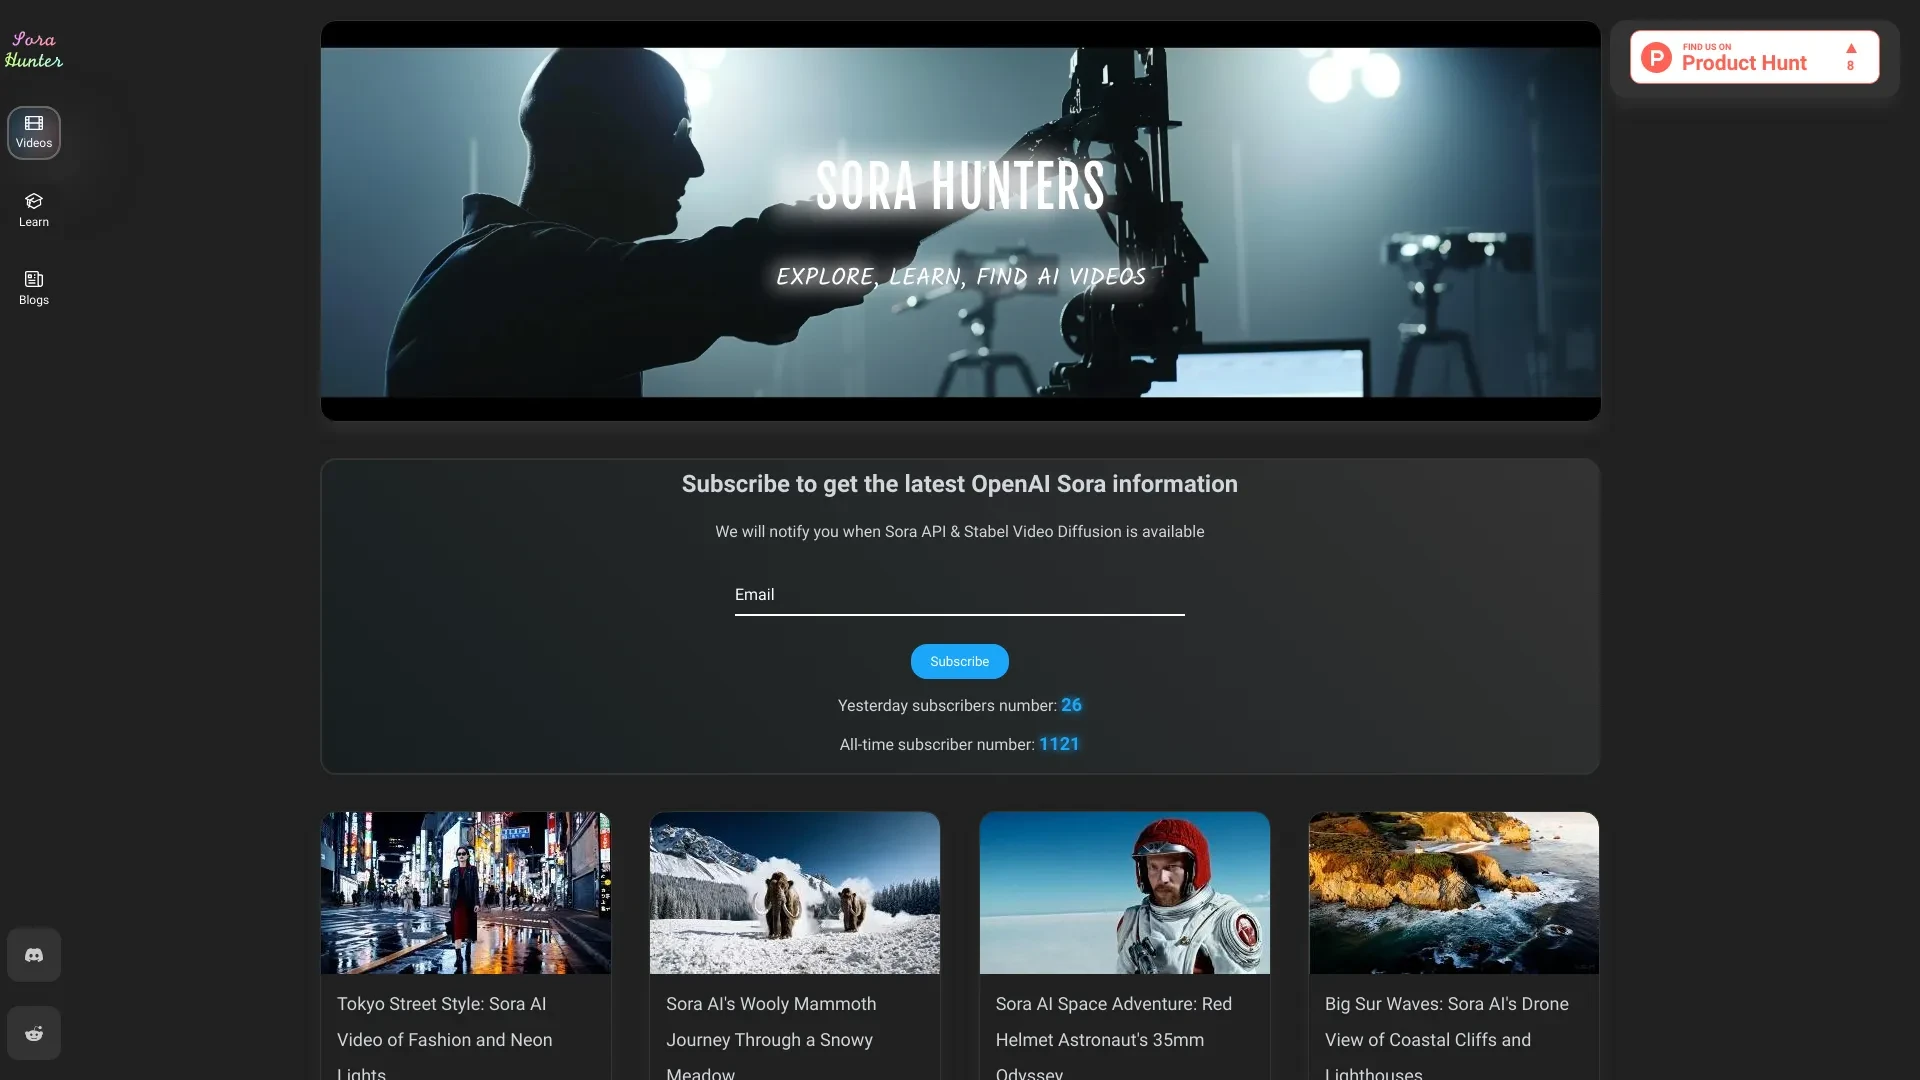 Sora
Hunter
Videos
Learn
Blogs
SORA HUNTERS
EXPLORE, LEARN, FIND AI VIDEOS
P
FIND US ON
Product Hunt
▲
8
Subscribe to get the latest OpenAI Sora information
We will notify you when Sora API & Stabel Video Diffusion is available
Email
Subscribe
Yesterday subscribers number: 26
All-time subscriber number: 1121
Tokyo Street Style: Sora AI
Video of Fashion and Neon
Lights
Sora AI's Wooly Mammoth
Journey Through a Snowy
Meadow
Sora AI Space Adventure: Red
Helmet Astronaut's 35mm
Odyssey
Big Sur Waves: Sora AI's Drone
View of Coastal Cliffs and
Lighthouses